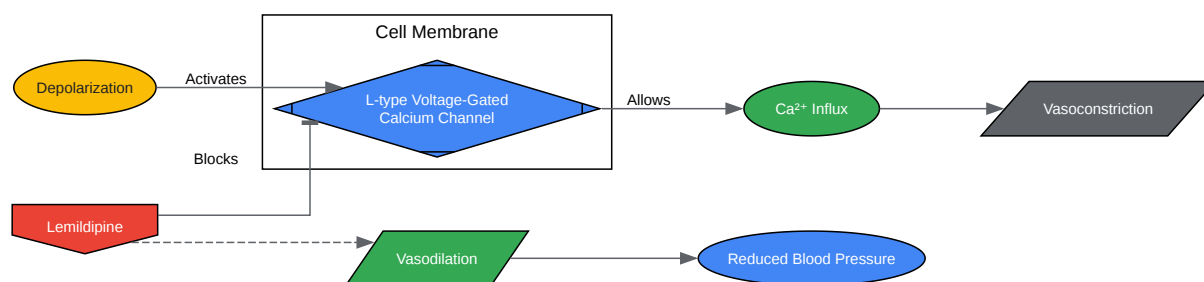 Cell Membrane
Depolarization
Activates
L-type Voltage-Gated
Calcium Channel
Allows
Ca²⁺ Influx
Vasoconstriction
Blocks
Lemildipine
Vasodilation
Reduced Blood Pressure